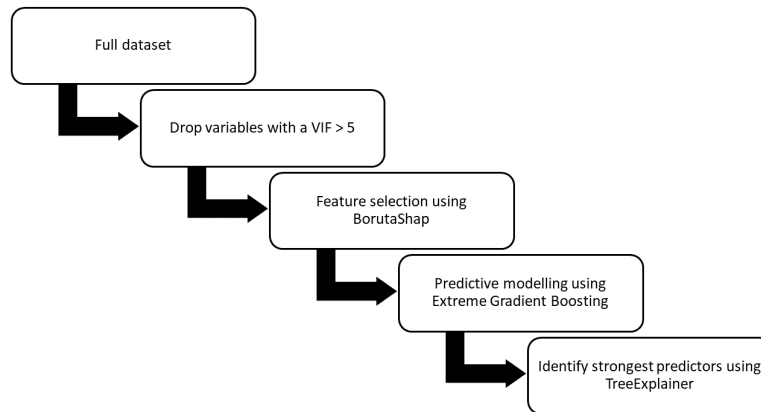 Full dataset
Drop variables with a VIF > 5
Feature selection using
BorutaShap
Predictive modelling using
Extreme Gradient Boosting
Identify strongest predictors using
TreeExplainer